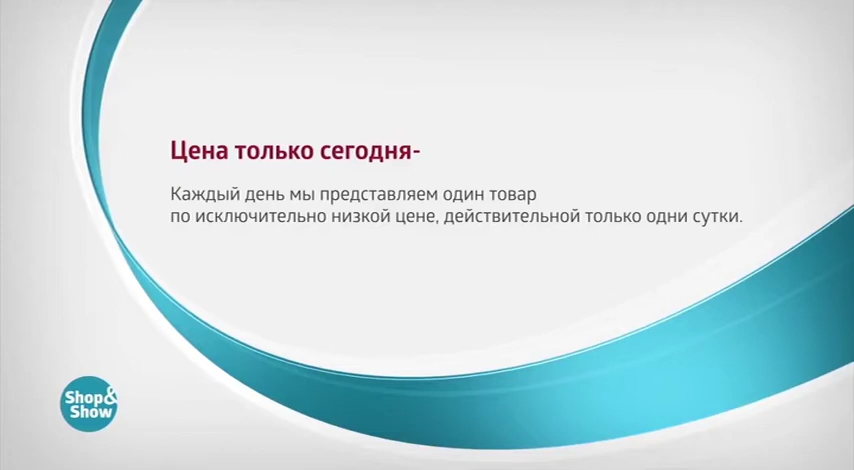 Цена только сегодня-
Каждый день мы представляем один товар
по исключительно низкой цене, действительной только одни сутки.
Shop&
Show